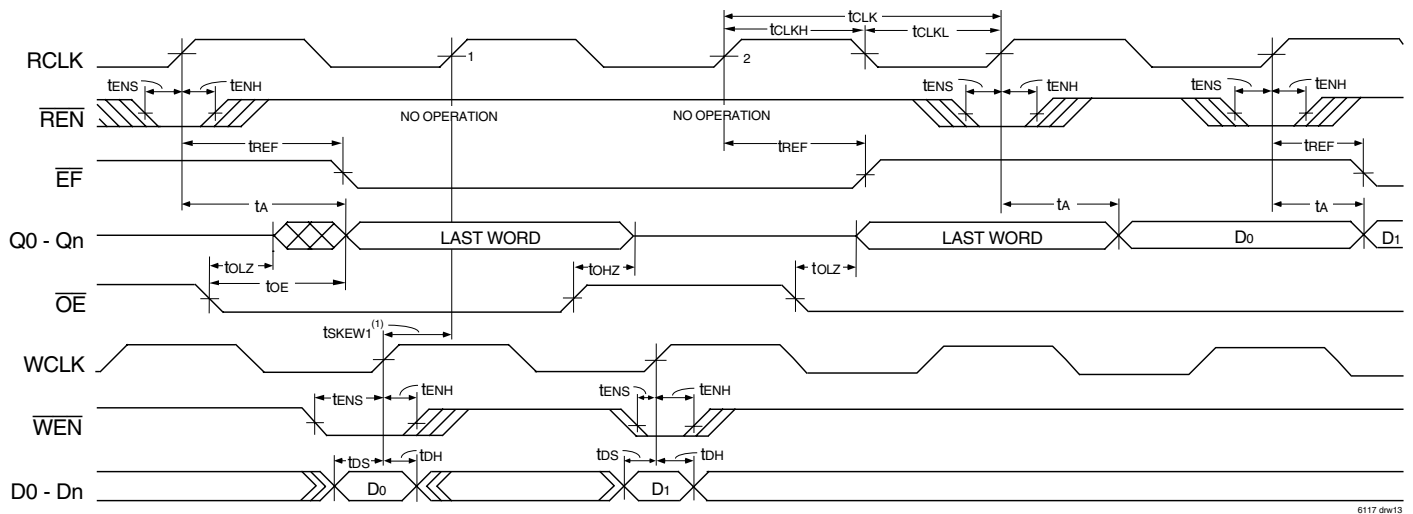 tCLK
tCLKH tCLKL
RCLK 1 2
tENS tENH tENS tENH tENS tENH
REN NO OPERATION NO OPERATION
tREF tREF tREF
EF
tA tA tA
Q0 - Qn LAST WORD LAST WORD D0 D1
tOLZ tOHZ tOLZ
tOE
OE
tSKEW1(1)
WCLK
tENS tENH tENS tENH
WEN
tDS tDH tDS tDH
D0 - Dn D0 D1
6117 drw13